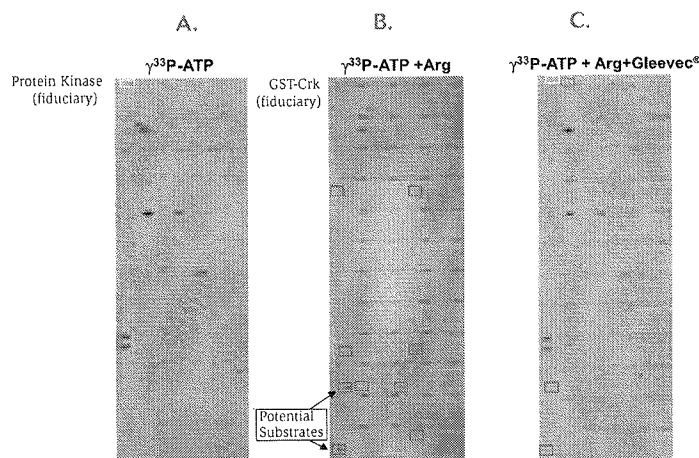 A.
B.
C.
γ³³P-ATP
γ³³P-ATP +Arg
γ³³P-ATP + Arg+Gleevec®
Protein Kinase
(fiduciary)
GST-Crk
(fiduciary)
Potential
Substrates